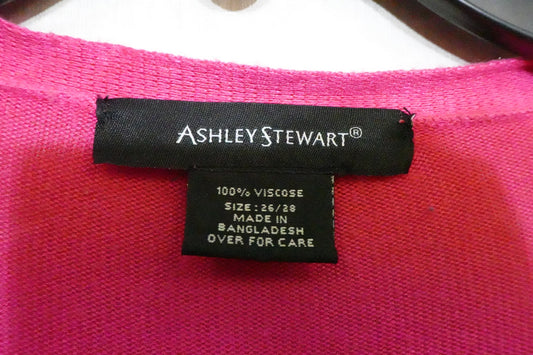 ASHLEY STEWART®
100% VISCOSE
SIZE: 26/28
MADE IN
BANGLADESH
OVER FOR CARE